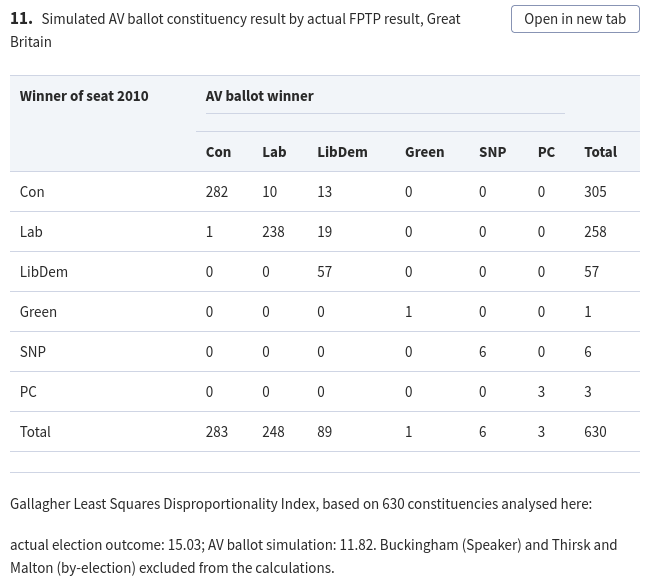 11. Simulated AV ballot constituency result by actual FPTP result, Great
Britain
Open in new tab
Winner of seat 2010 AV ballot winner
Con Lab LibDem Green SNP PC Total
Con 282 10 13 0 0 0 305
Lab 1 238 19 0 0 0 258
LibDem 0 0 57 0 0 0 57
Green 0 0 0 1 0 0 1
SNP 0 0 0 0 6 0 6
PC 0 0 0 0 0 3 3
Total 283 248 89 1 6 3 630
Gallagher Least Squares Disproportionality Index, based on 630 constituencies analysed here:
actual election outcome: 15.03; AV ballot simulation: 11.82. Buckingham (Speaker) and Thirsk and
Malton (by-election) excluded from the calculations.